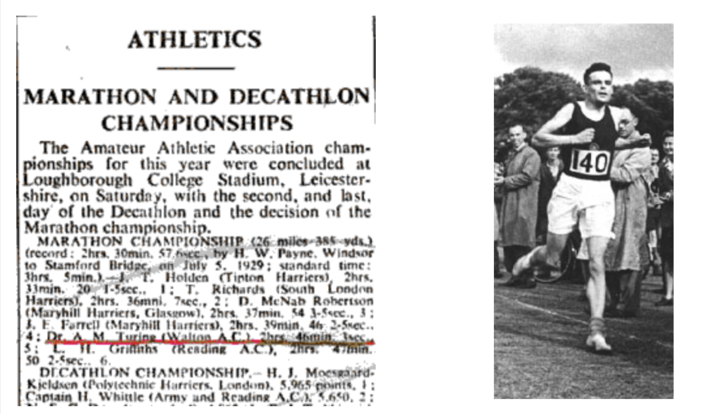 ATHLETICS
MARATHON AND DECATHLON
CHAMPIONSHIPS
The Amateur Athletic Association cham-
pionships for this year were concluded at
Loughborough College Stadium, Leicester-
shire, on Saturday, with the second, and last,
day of the Decathlon and the decision of the
Marathon championship.
MARATHON CHAMPIONSHIP (26 miles 385 yds.)
(record: 2hrs. 30min. 57.6sec., by H. W. Payne, Windsor
to Stamford Bridge, on July 5, 1929; standard time:
3hrs. 5min.).—J. T. Holden (Tipton Harriers), 2hrs.
33min. 20 1-5sec., 1; T. Richards (South London
Harriers), 2hrs. 36mni. 7sec., 2; D. McNab Robertson
(Maryhill Harriers, Glasgow), 2hrs. 37min. 54 3-5sec., 3;
J. E. Farrell (Maryhill Harriers), 2hrs. 39min. 46 2-5sec.,
4; Dr. A. M. Turing (Walton A.C.), 2hrs. 46min. 3sec.,
5; L. H. Griffiths (Reading A.C.), 2hrs. 47min.
50 2-5sec., 6.
DECATHLON CHAMPIONSHIP.—H. J. Moesgaard-
Kjeldsen (Polytechnic Harriers, London), 5,965 points, 1;
Captain H. Whittle (Army and Reading A.C.), 5,650, 2;
140